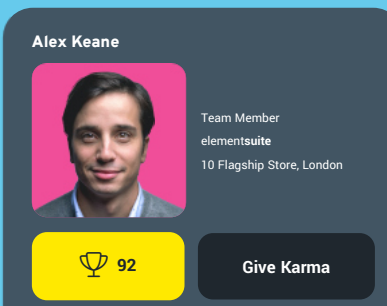 Alex Keane
Team Member
elementsuite
10 Flagship Store, London
92
Give Karma